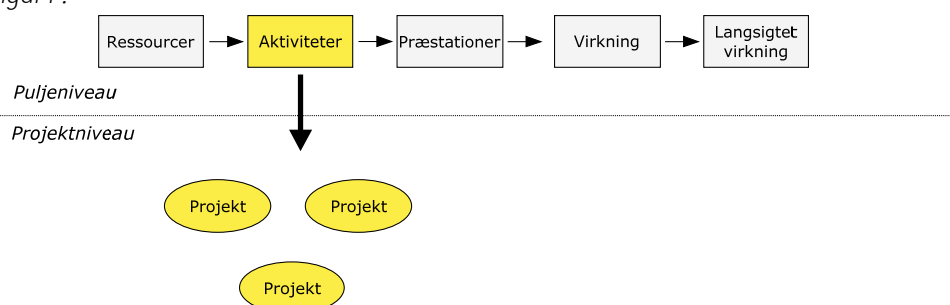 Ressourcer
Aktiviteter
Præstationer
Virkning
Langsigtet
virkning
Puljeniveau
Projektniveau
Projekt
Projekt
Projekt